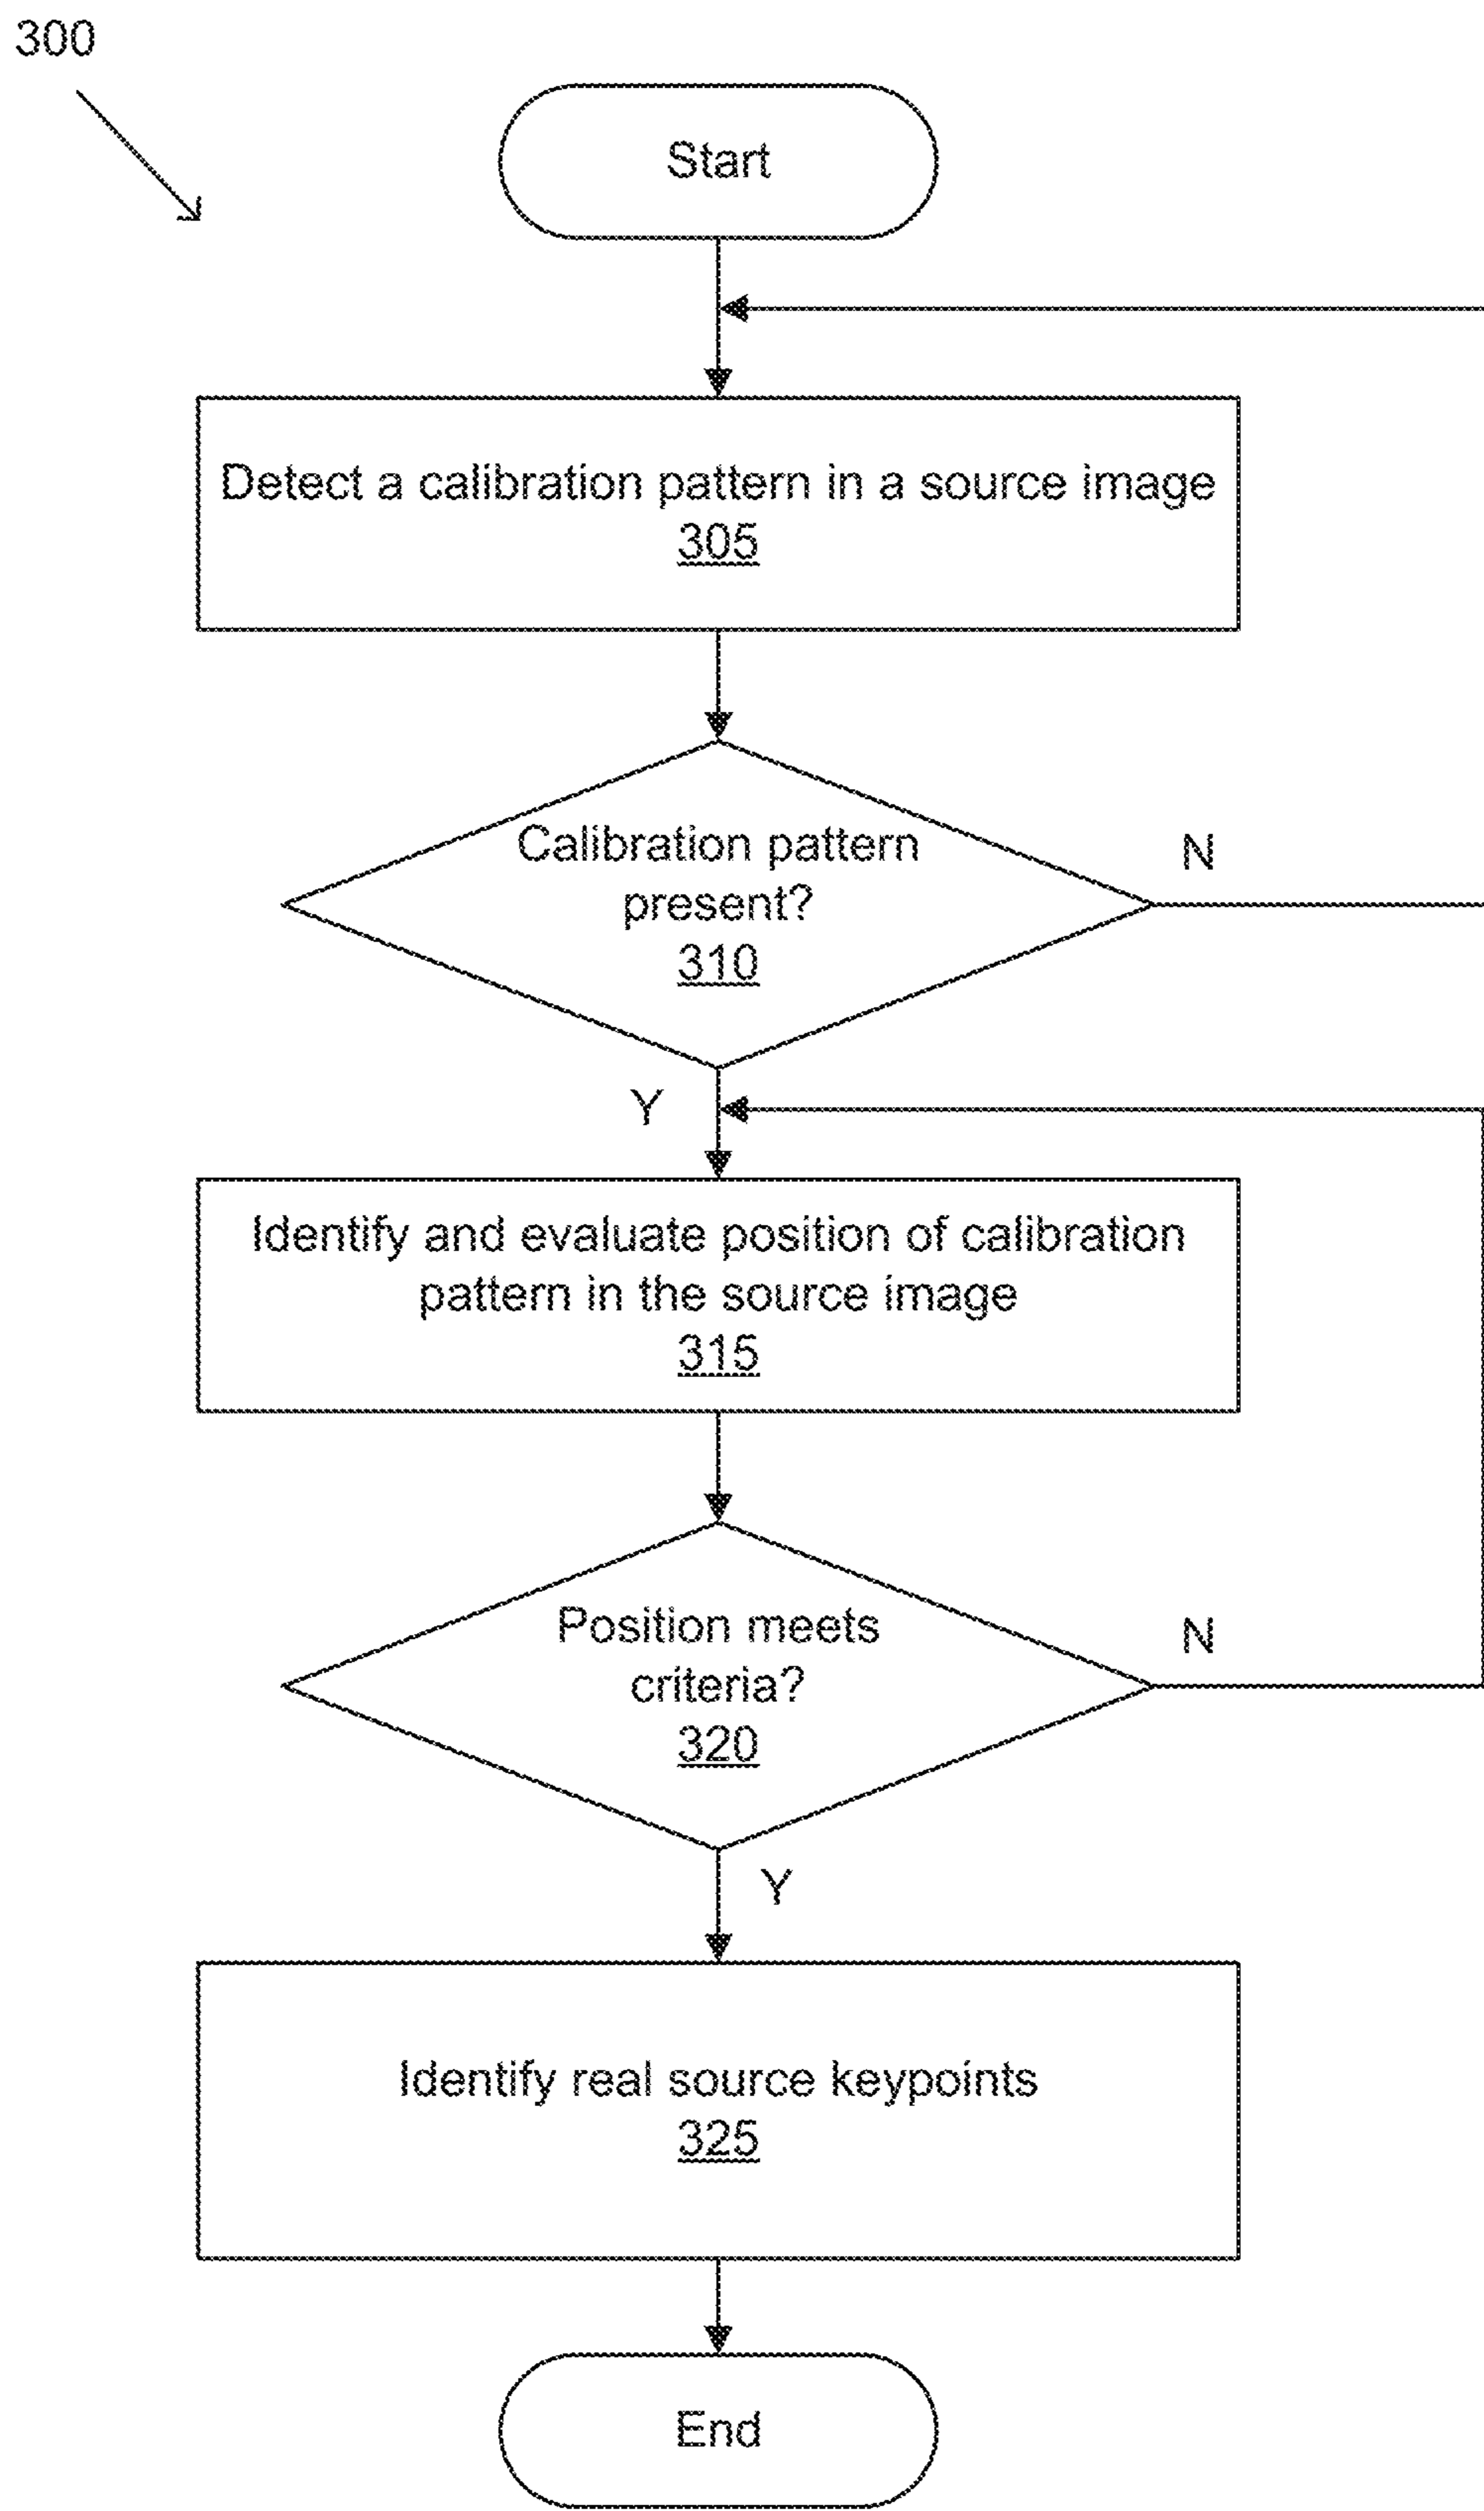 300
Start
Detect a calibration pattern in a source image
305
Calibration pattern
present?
310
N
Y
Identify and evaluate position of calibration
pattern in the source image
315
Position meets
criteria?
320
N
Y
Identify real source keypoints
325
End